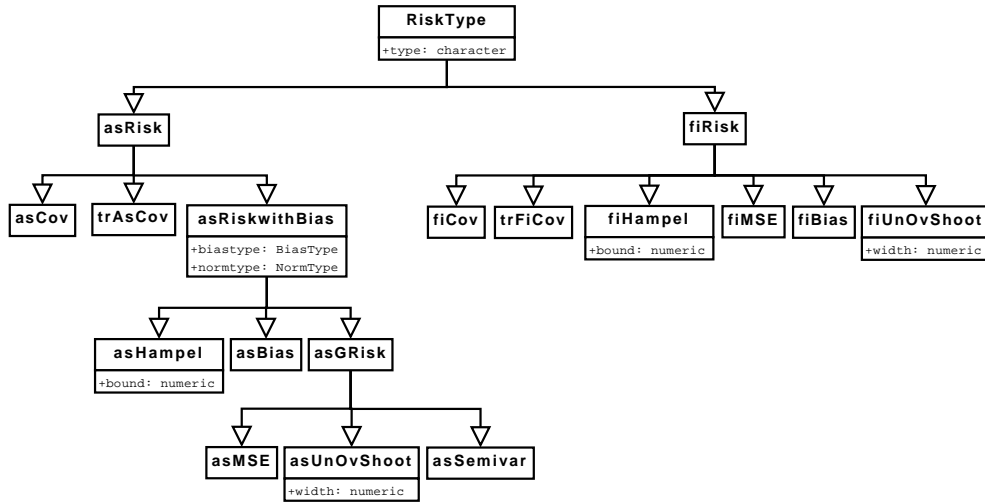 RiskType
+type: character
asRisk
fiRisk
asCov
trAsCov
asRiskwithBias
+biastype: BiasType
+normtype: NormType
fiCov
trFiCov
fiHampel
+bound: numeric
fiMSE
fiBias
fiUnOvShoot
+width: numeric
asHampel
+bound: numeric
asBias
asGRisk
asMSE
asUnOvShoot
+width: numeric
asSemivar